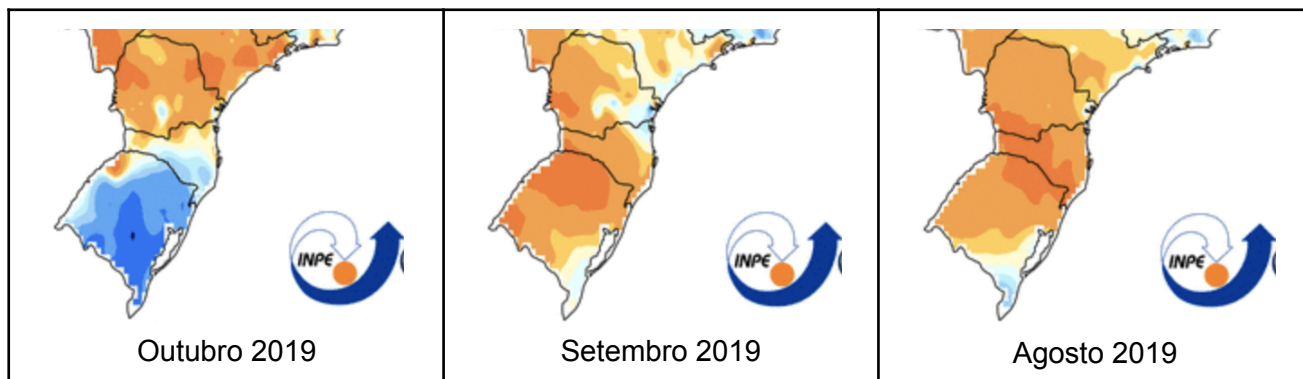 INPE
INPE
INPE
Outubro 2019
Setembro 2019
Agosto 2019